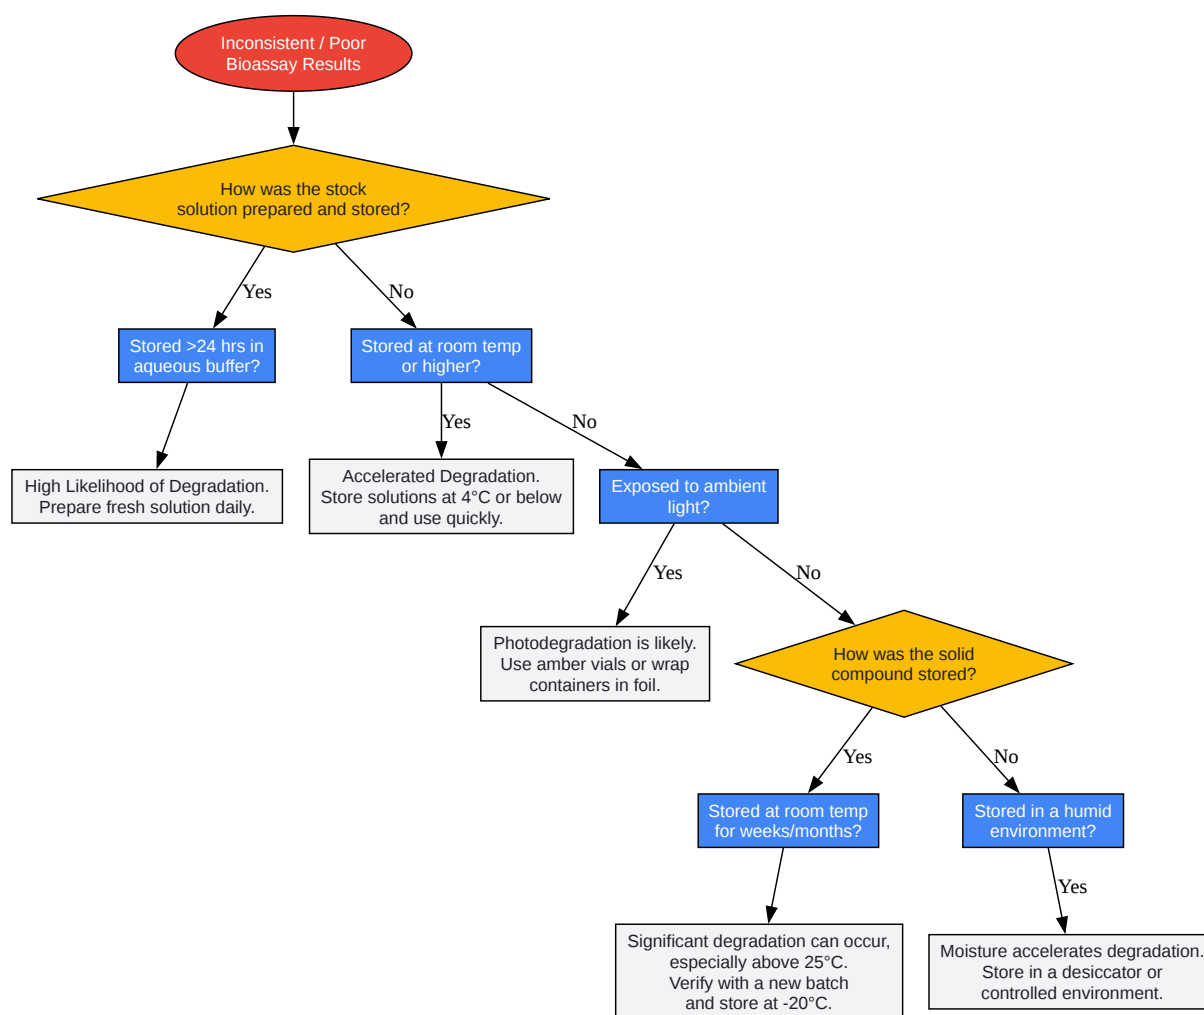 Inconsistent / Poor
Bioassay Results
How was the stock
solution prepared and stored?
Yes
No
Stored >24 hrs in
aqueous buffer?
Stored at room temp
or higher?
Yes
No
High Likelihood of Degradation.
Prepare fresh solution daily.
Accelerated Degradation.
Store solutions at 4°C or below
and use quickly.
Exposed to ambient
light?
Yes
No
Photodegradation is likely.
Use amber vials or wrap
containers in foil.
How was the solid
compound stored?
Yes
No
Stored at room temp
for weeks/months?
Stored in a humid
environment?
Yes
Significant degradation can occur,
especially above 25°C.
Verify with a new batch
and store at -20°C.
Moisture accelerates degradation.
Store in a desiccator or
controlled environment.